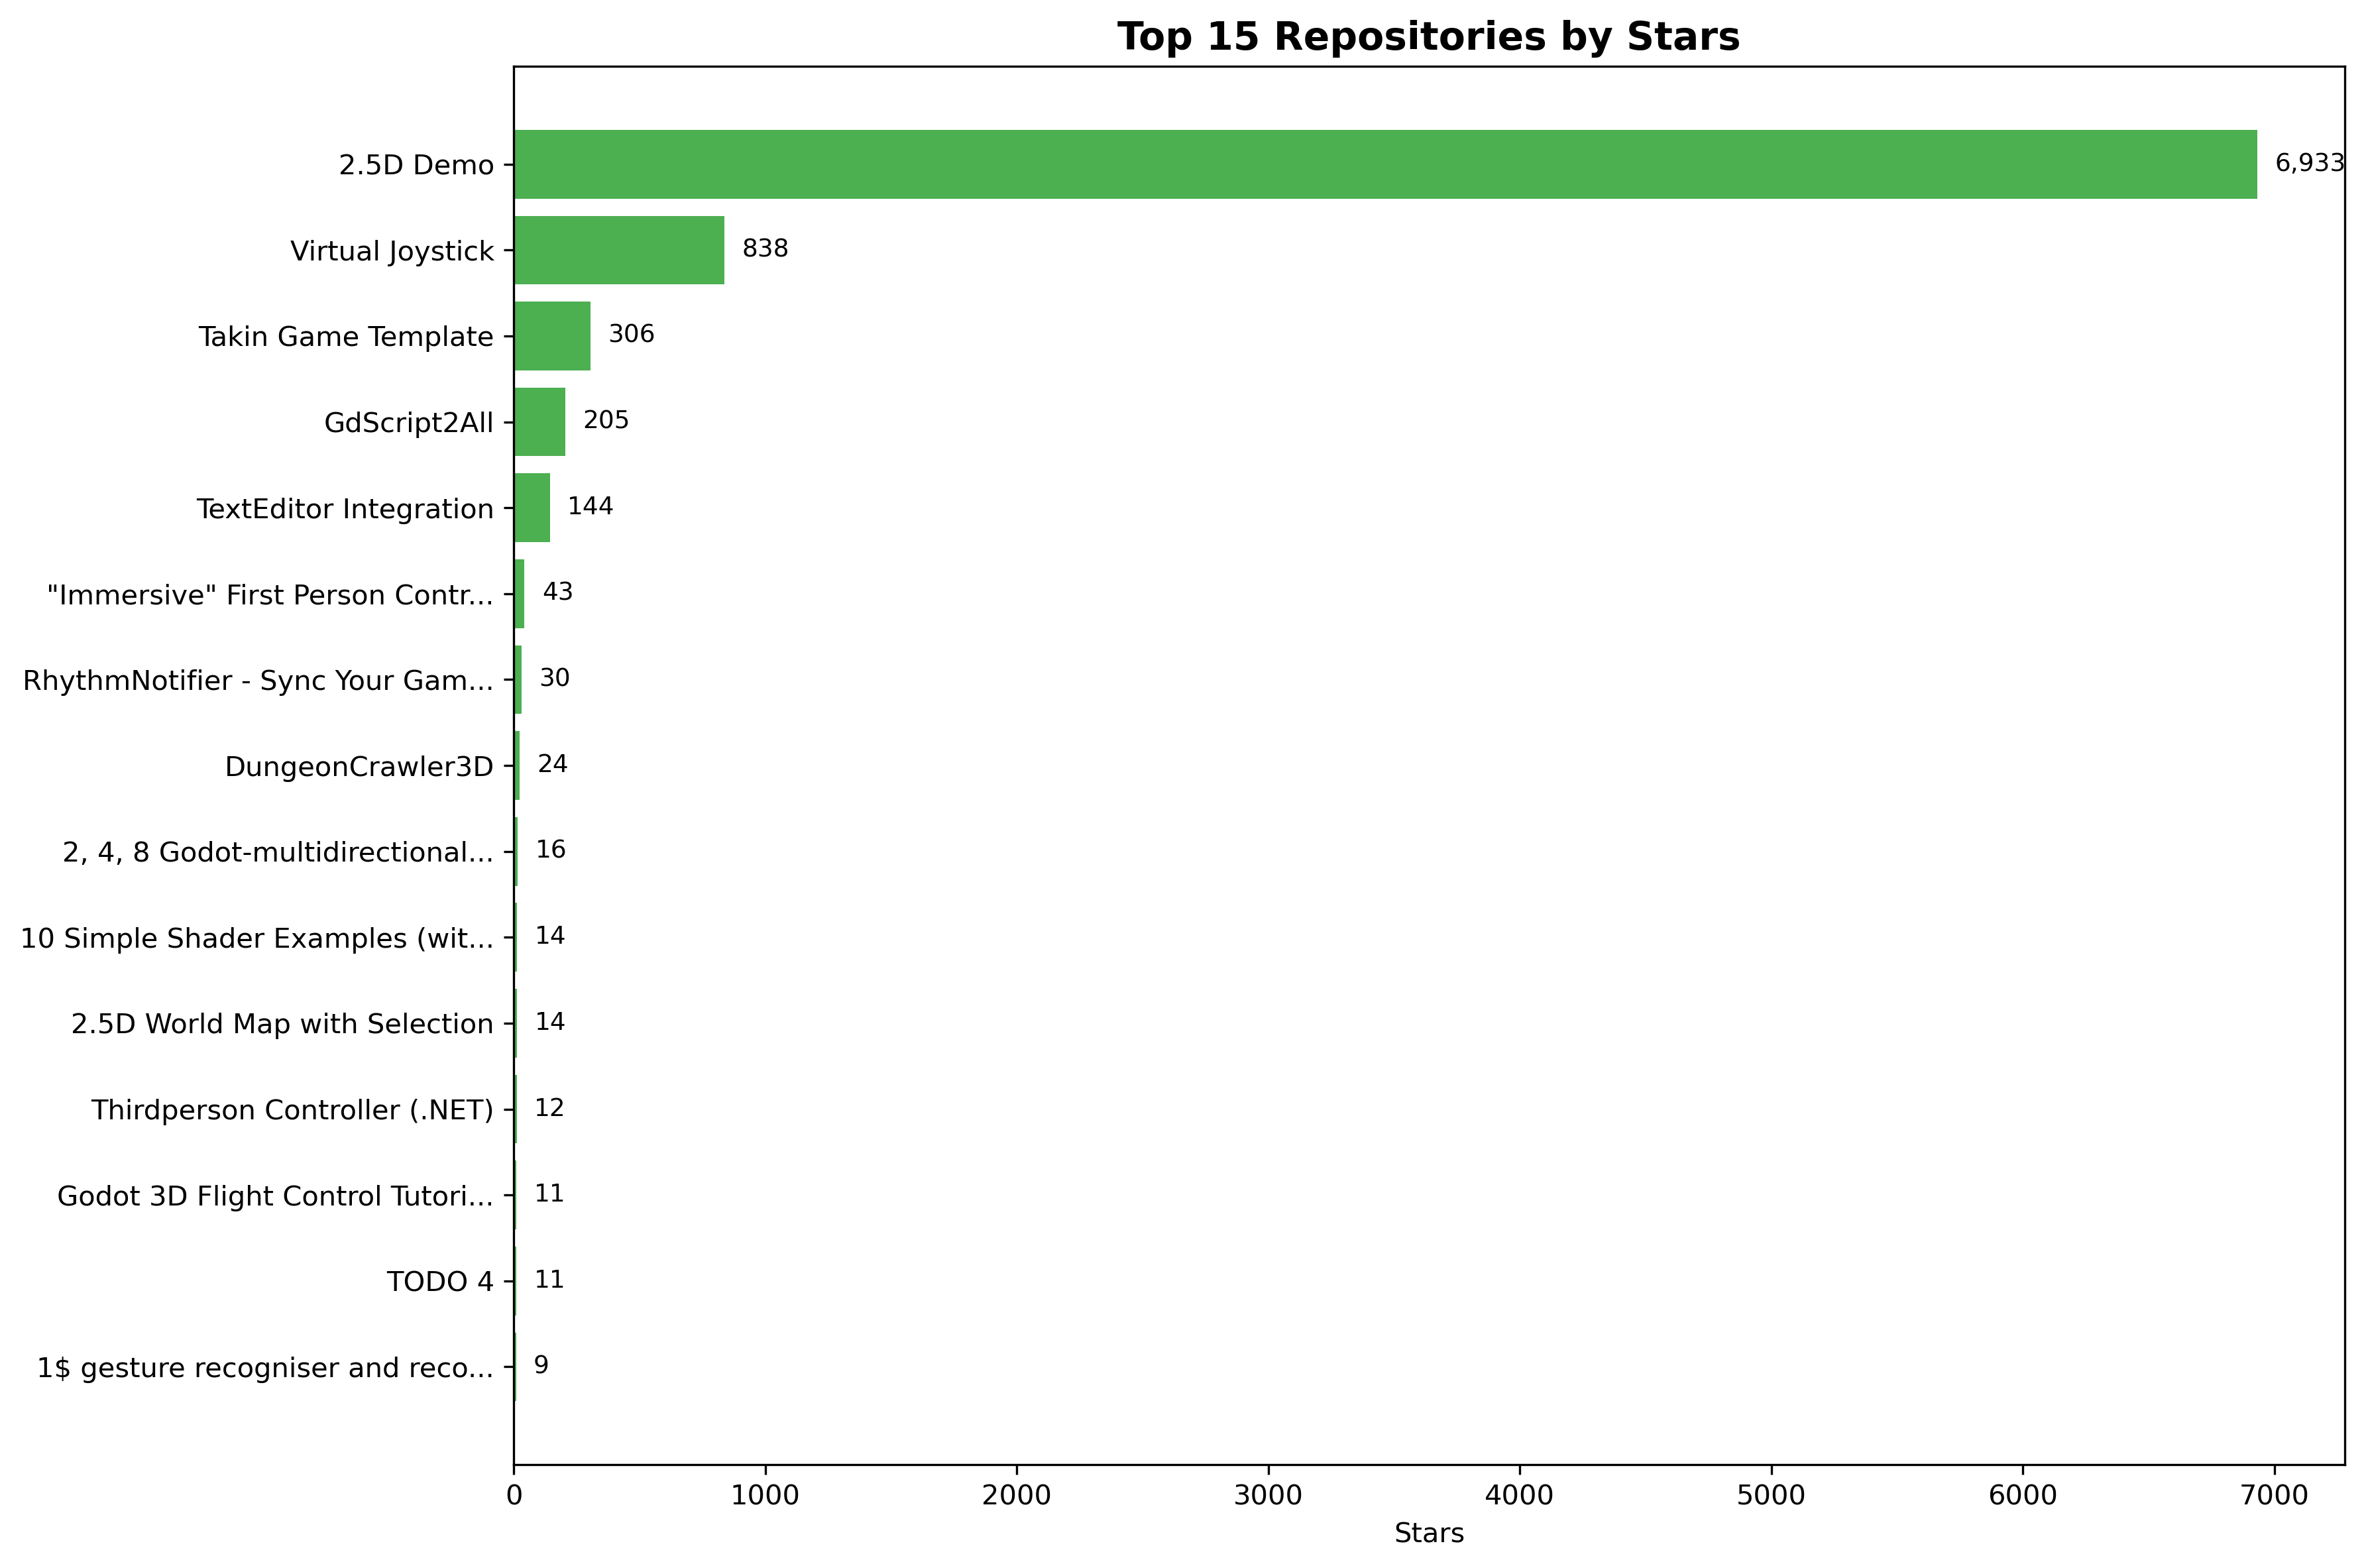 Top 15 Repositories by Stars
2.5D Demo 6,933
Virtual Joystick 838
Takin Game Template 306
GdScript2All 205
TextEditor Integration 144
"Immersive" First Person Contr... 43
RhythmNotifier - Sync Your Gam... 30
DungeonCrawler3D 24
2, 4, 8 Godot-multidirectional... 16
10 Simple Shader Examples (wit... 14
2.5D World Map with Selection 14
Thirdperson Controller (.NET) 12
Godot 3D Flight Control Tutori... 11
TODO 4 11
1$ gesture recogniser and reco... 9
0 1000 2000 3000 4000 5000 6000 7000
Stars